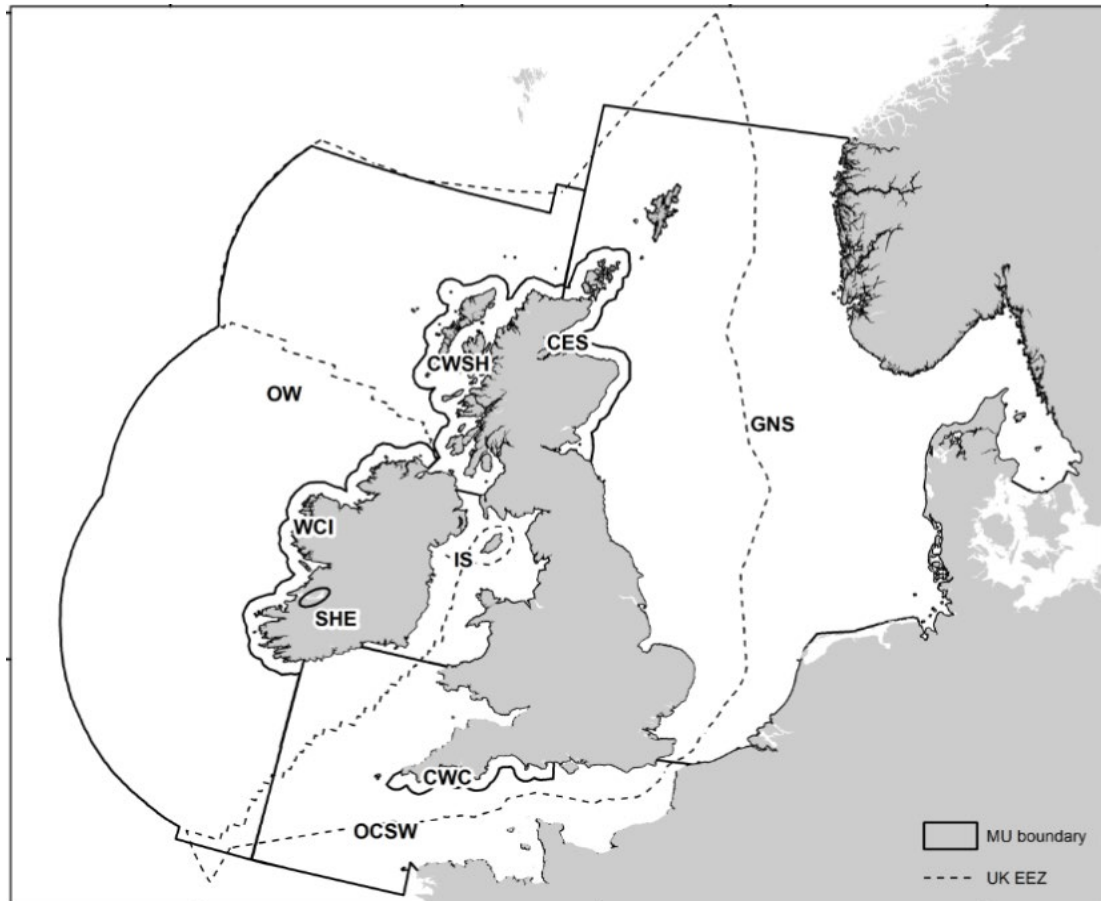 CES
CWSH
OW
GNS
WCI
IS
SHE
CWC
OCSW
MU boundary
UK EEZ